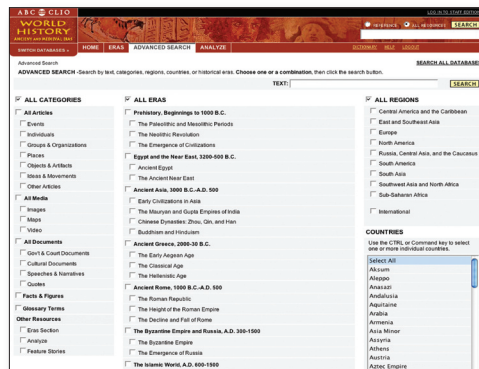 ABC CLIO
LOG IN TO START EDITOR
WORLD
HISTORY
ANCIENT AND MEDIEVAL ERAS
REFERENCE
ALL RESOURCES
SEARCH
SWITCH DATABASES »
HOME
ERAS
ADVANCED SEARCH
ANALYZE
DICTIONARY
HELP
LOGOUT
Advanced Search
SEARCH ALL DATABASES
ADVANCED SEARCH -Search by text, categories, regions, countries, or historical eras. Choose one or a combination, then click the search button.
TEXT:
SEARCH
ALL CATEGORIES
All Articles
Events
Individuals
Groups & Organizations
Places
Objects & Artifacts
Ideas & Movements
Other Articles
All Media
Images
Maps
Video
All Documents
Gov't & Court Documents
Cultural Documents
Speeches & Narratives
Quotes
Facts & Figures
Glossary Terms
Other Resources
Eras Section
Analyze
Feature Stories
ALL ERAS
Prehistory, Beginnings to 1000 B.C.
The Paleolithic and Mesolithic Periods
The Neolithic Revolution
The Emergence of Civilizations
Egypt and the Near East, 3200-500 B.C.
Ancient Egypt
The Ancient Near East
Ancient Asia, 3000 B.C.-A.D. 500
Early Civilizations in Asia
The Mauryan and Gupta Empires of India
Chinese Dynasties: Zhou, Qin, and Han
Buddhism and Hinduism
Ancient Greece, 2000-30 B.C.
The Early Aegean Age
The Classical Age
The Hellenistic Age
Ancient Rome, 1000 B.C.-A.D. 500
The Roman Republic
The Height of the Roman Empire
The Decline and Fall of Rome
The Byzantine Empire and Russia, A.D. 300-1500
The Byzantine Empire
The Emergence of Russia
The Islamic World, A.D. 600-1500
ALL REGIONS
Central America and the Caribbean
East and Southeast Asia
Europe
North America
Russia, Central Asia, and the Caucasus
South America
South Asia
Southwest Asia and North Africa
Sub-Saharan Africa
International
COUNTRIES
Use the CTRL or Command key to select
one or more individual countries.
Select All
Aksum
Aleppo
Anasazi
Andalusia
Aquitaine
Arabia
Armenia
Asia Minor
Assyria
Athens
Austria
Aztec Empire